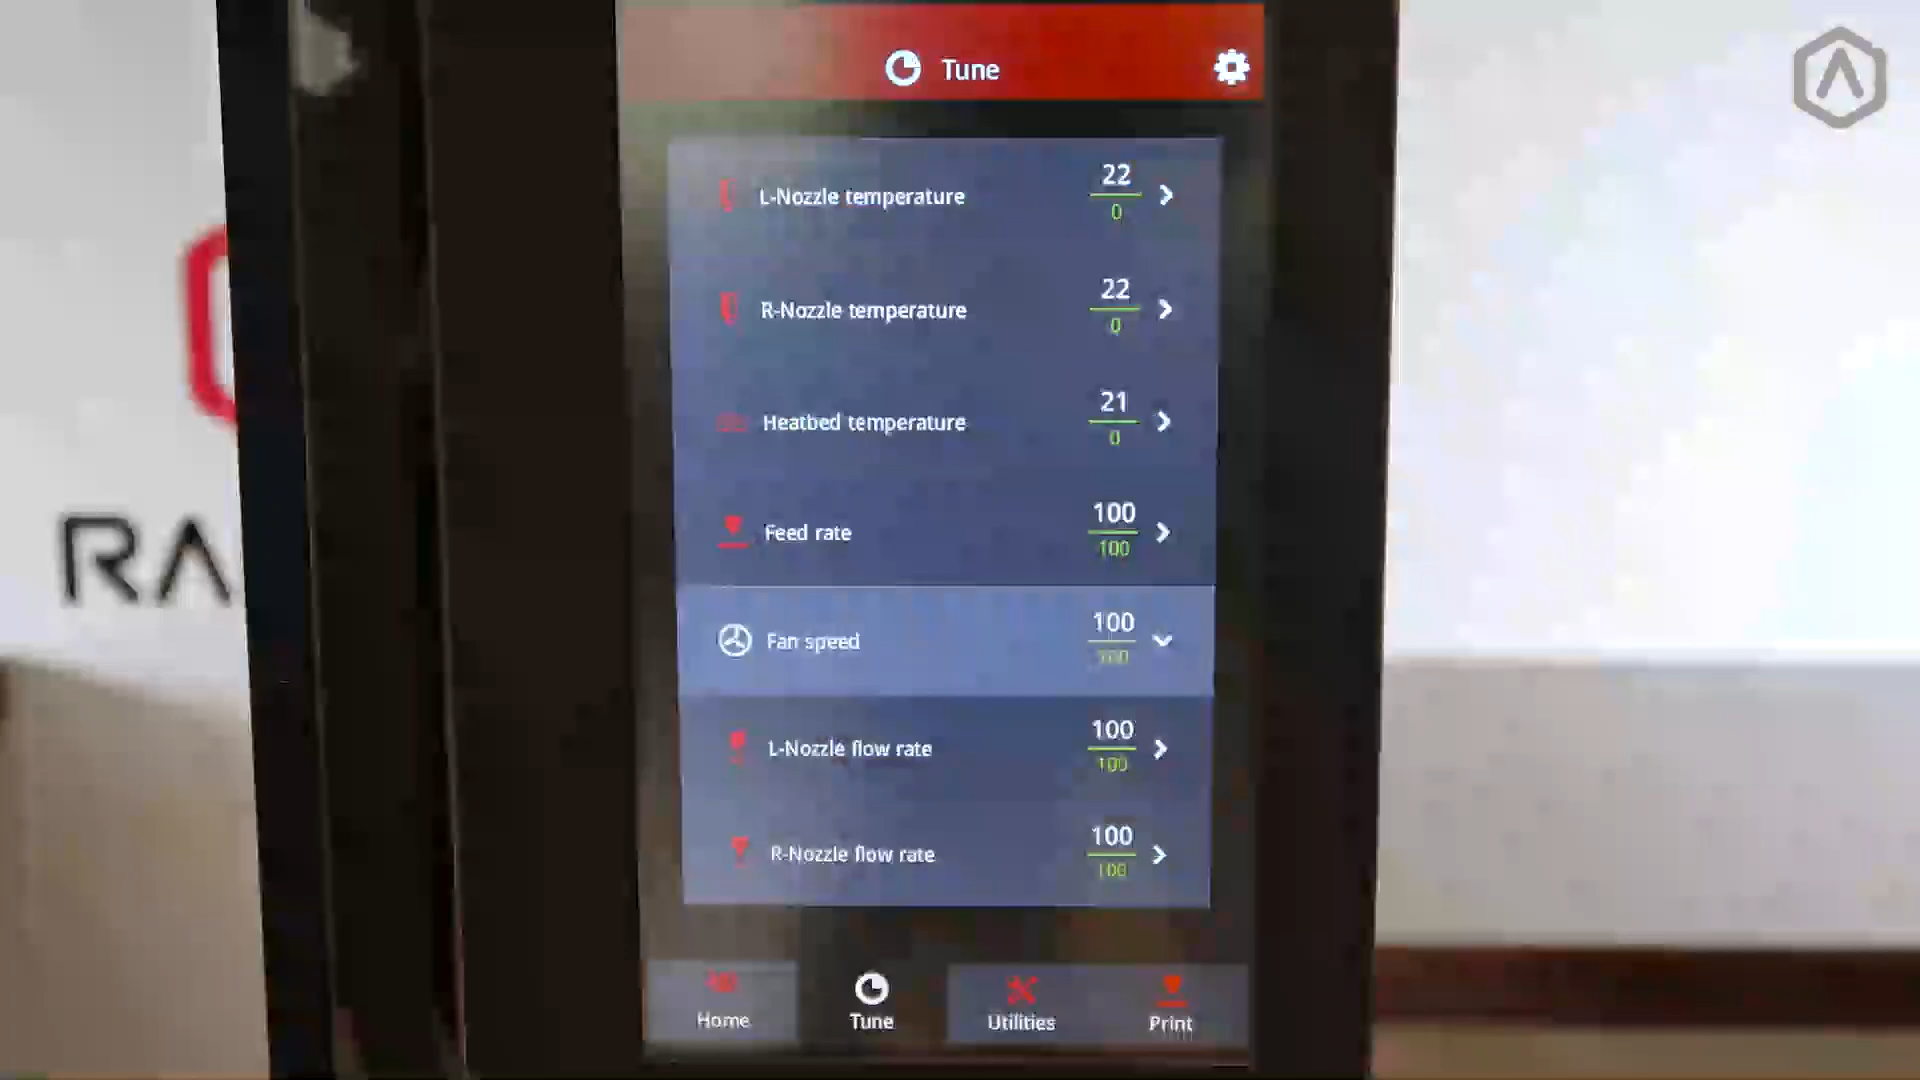 Tune
L-Nozzle temperature 22
0
R-Nozzle temperature 22
0
Heatbed temperature 21
0
Feed rate 100
100
Fan speed 100
100
L-Nozzle flow rate 100
100
R-Nozzle flow rate 100
100
Home Tune Utilities Print
RA